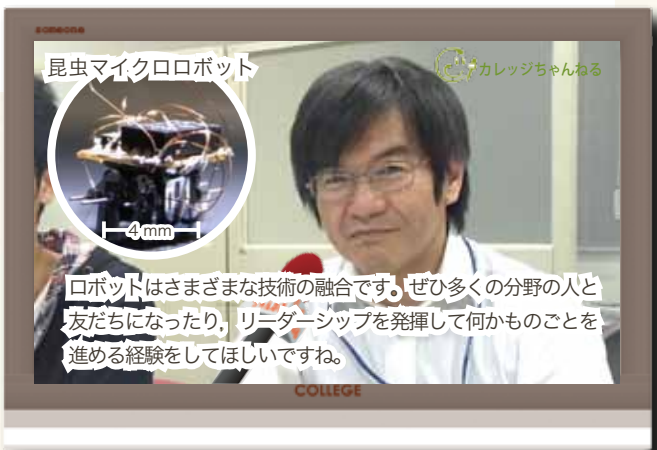 someone
昆虫マイクロロボット
カレッジちゃんねる
4 mm
ロボットはさまざまな技術の融合です。ぜひ多くの分野の人と
友だちになったり，リーダーシップを発揮して何かものごとを
進める経験をしてほしいですね。
COLLEGE